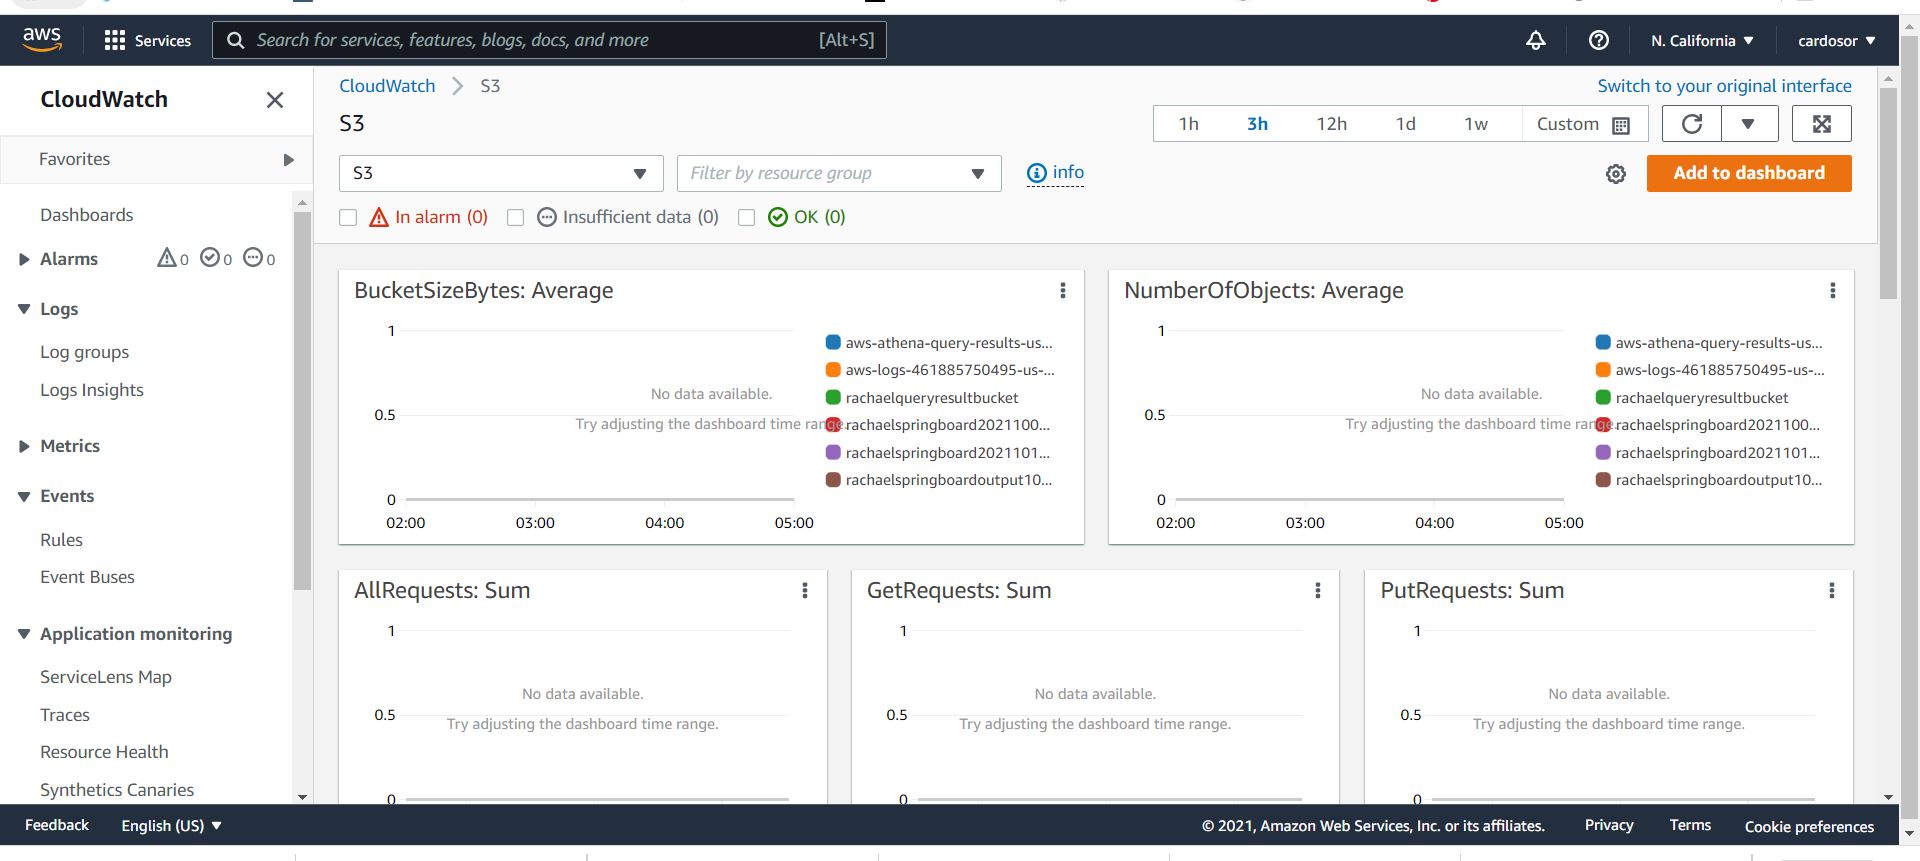 aws
Services
Search for services, features, blogs, docs, and more
[Alt+S]
N. California
cardosor
CloudWatch
Favorites
Dashboards
Alarms 0 0 0
Logs
Log groups
Logs Insights
Metrics
Events
Rules
Event Buses
Application monitoring
ServiceLens Map
Traces
Resource Health
Synthetics Canaries
CloudWatch > S3
Switch to your original interface
S3
1h 3h 12h 1d 1w Custom
S3
Filter by resource group
info
Add to dashboard
In alarm (0)
Insufficient data (0)
OK (0)
BucketSizeBytes: Average
1
0.5
0
No data available.
Try adjusting the dashboard time range.
02:00 03:00 04:00 05:00
aws-athena-query-results-us...
aws-logs-461885750495-us-...
rachaelqueryresultbucket
rachaelspringboard2021100...
rachaelspringboard2021101...
rachaelspringboardoutput10...
NumberOfObjects: Average
1
0.5
0
No data available.
Try adjusting the dashboard time range.
02:00 03:00 04:00 05:00
aws-athena-query-results-us...
aws-logs-461885750495-us-...
rachaelqueryresultbucket
rachaelspringboard2021100...
rachaelspringboard2021101...
rachaelspringboardoutput10...
AllRequests: Sum
1
0.5
0
No data available.
Try adjusting the dashboard time range.
GetRequests: Sum
1
0.5
0
No data available.
Try adjusting the dashboard time range.
PutRequests: Sum
1
0.5
0
No data available.
Try adjusting the dashboard time range.
Feedback
English (US)
© 2021, Amazon Web Services, Inc. or its affiliates.
Privacy
Terms
Cookie preferences